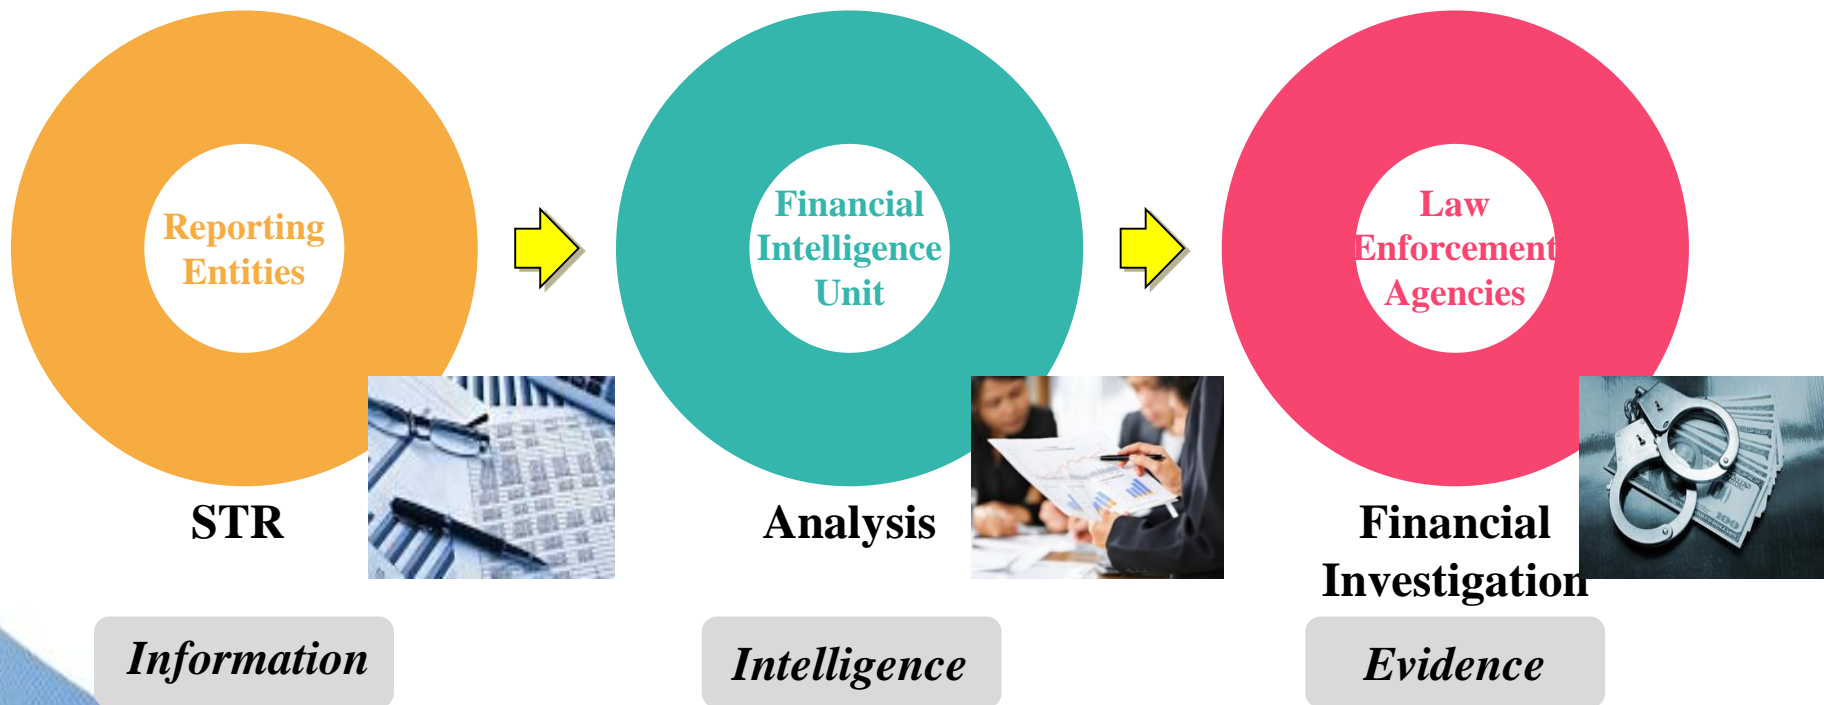 Reporting
Entities
Financial
Intelligence
Unit
Law
Enforcement
Agencies
STR
Analysis
Financial
Investigation
Information
Intelligence
Evidence